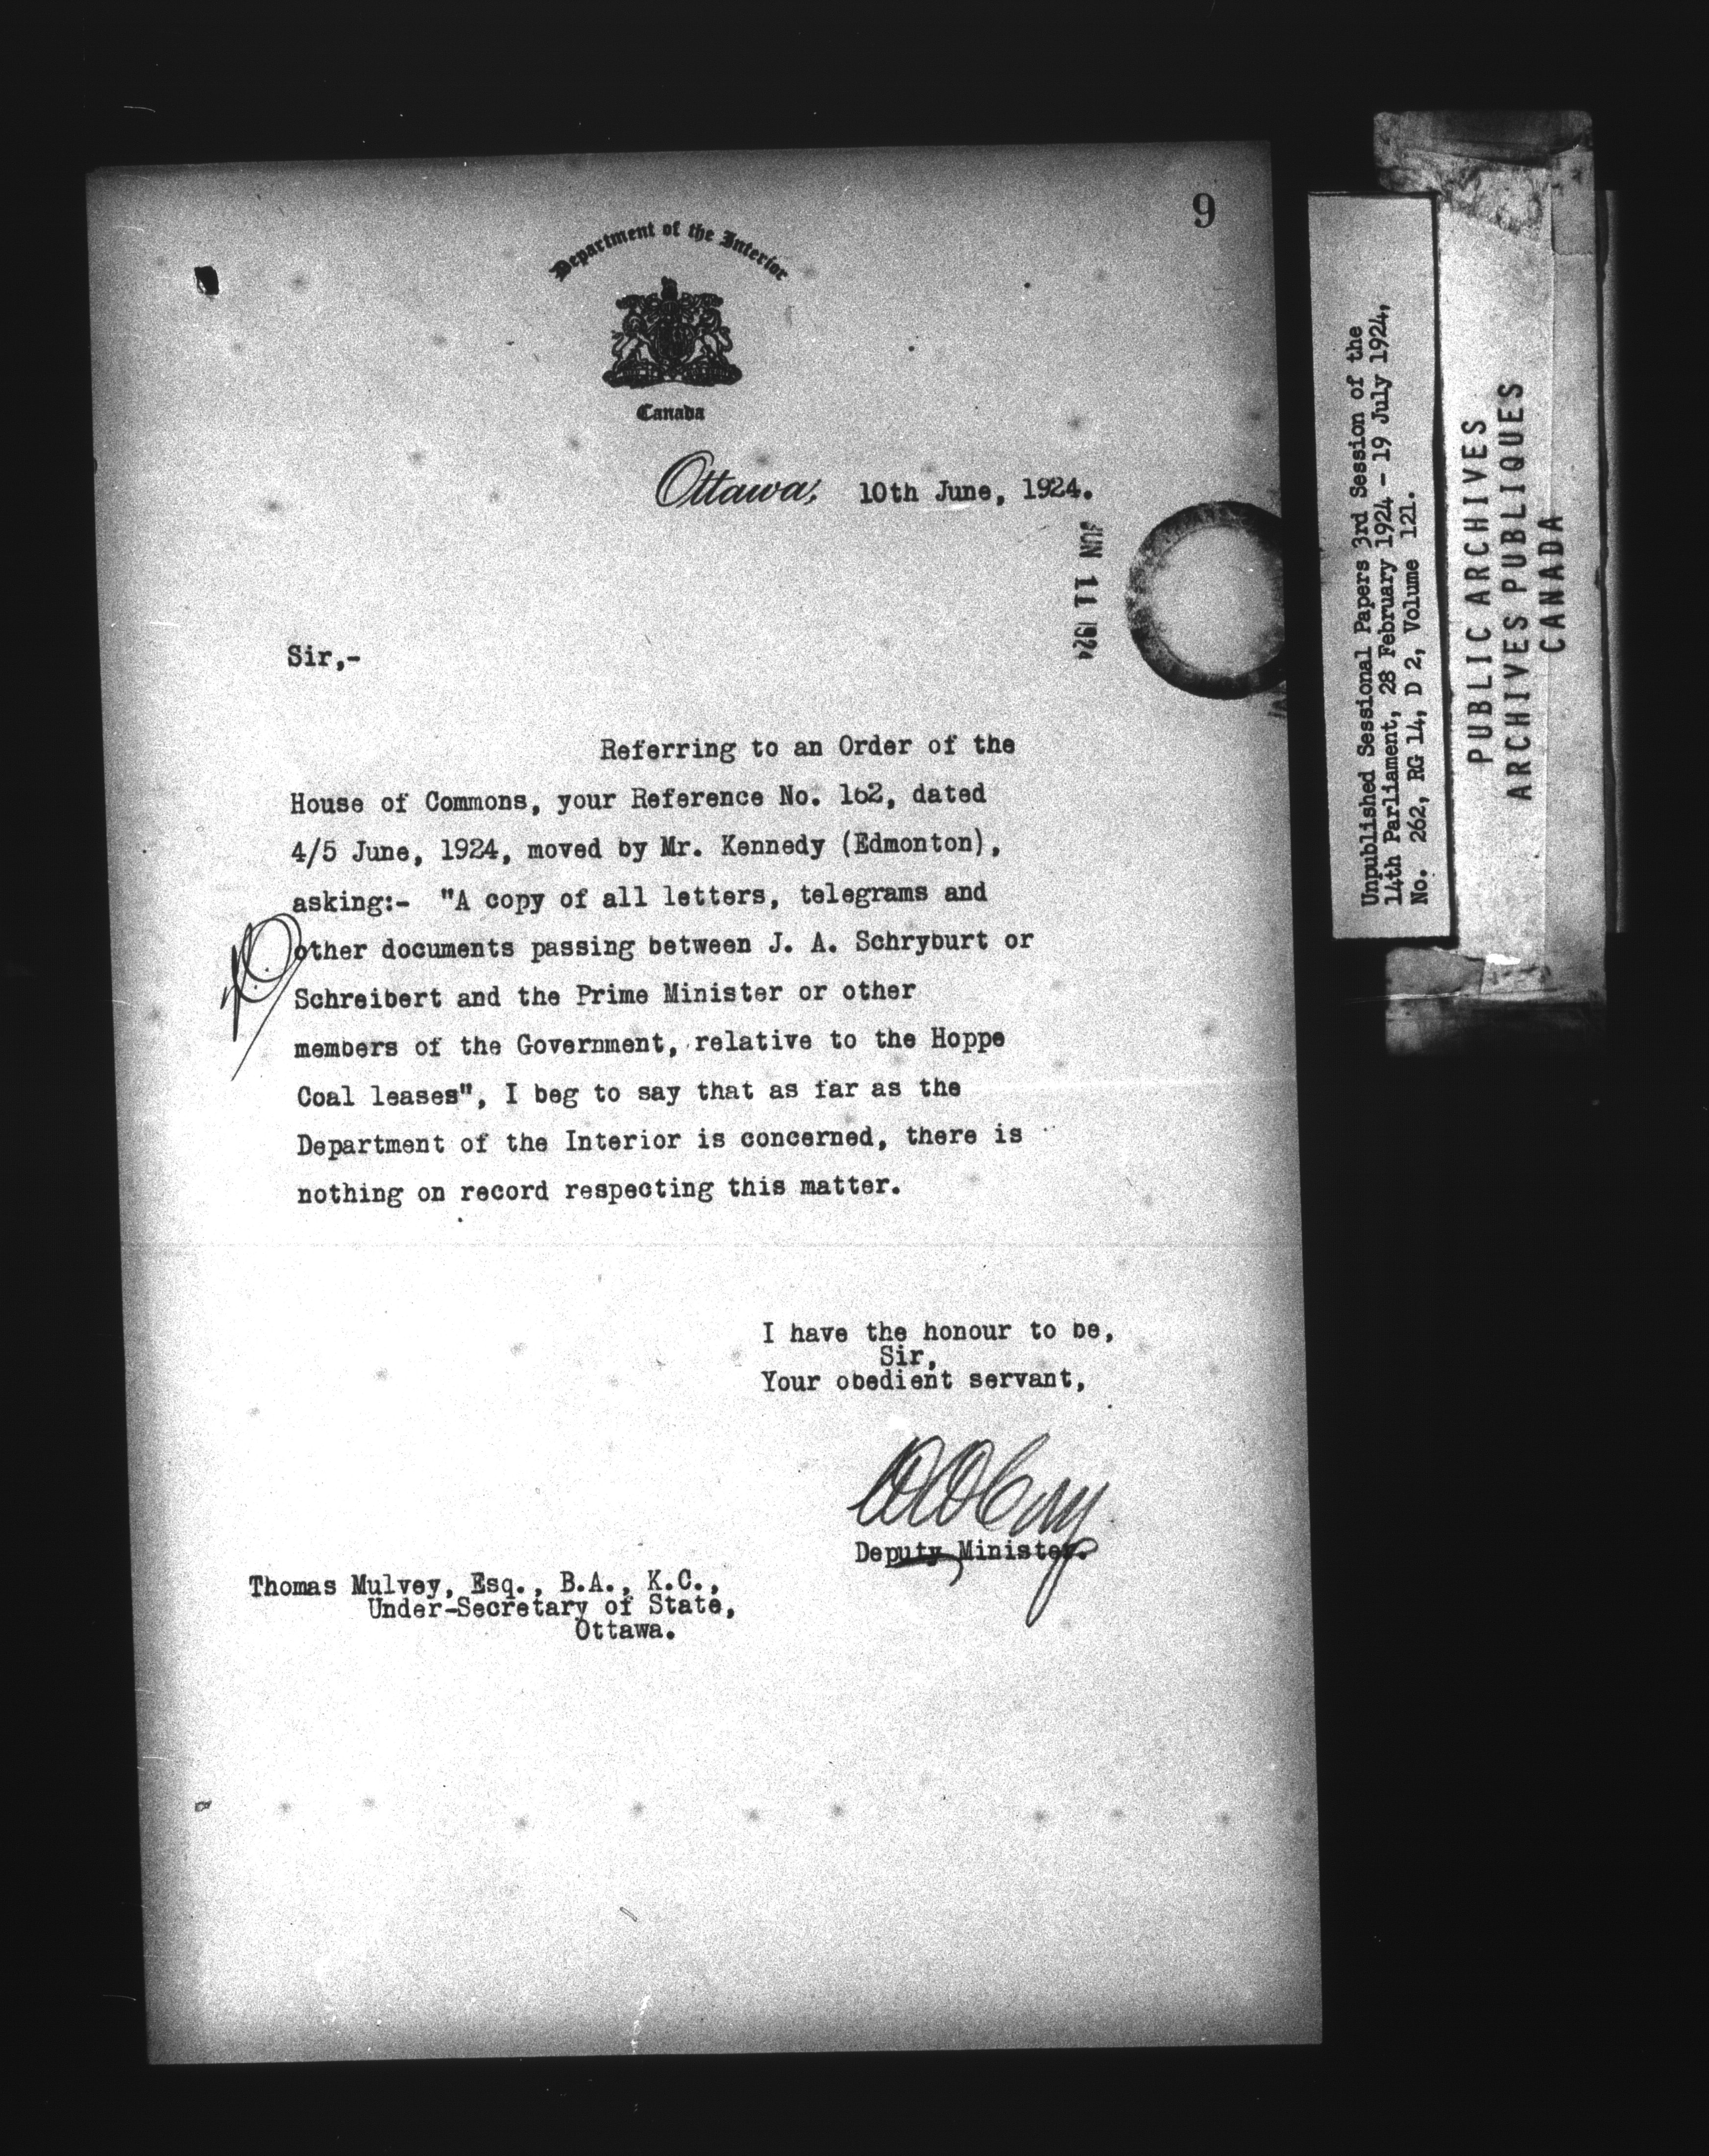 9
Department of the Interior
Canada
Ottawa, 10th June, 1924.
JUN 11 1924
Sir,-
Referring to an Order of the
House of Commons, your Reference No. 162, dated
4/5 June, 1924, moved by Mr. Kennedy (Edmonton),
asking:- "A copy of all letters, telegrams and
other documents passing between J. A. Schryburt or
Schreibert and the Prime Minister or other
members of the Government, relative to the Hoppe
Coal leases", I beg to say that as far as the
Department of the Interior is concerned, there is
nothing on record respecting this matter.
I have the honour to be,
Sir,
Your obedient servant,
Deputy Minister.
Thomas Mulvey, Esq., B.A., K.C.,
Under-Secretary of State,
Ottawa.
Unpublished Sessional Papers 3rd Session of the
14th Parliament, 28 February 1924 - 19 July 1924,
No. 262, RG 14, D 2, Volume 121.
PUBLIC ARCHIVES
ARCHIVES PUBLIQUES
CANADA